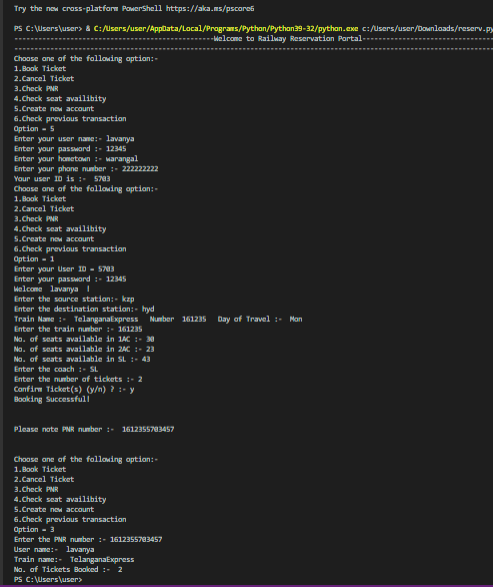 Try the new cross-platform PowerShell https://aka.ms/pscore6
PS C:\Users\user> & C:/Users/user/AppData/Local/Programs/Python/Python39-32/python.exe c:/Users/user/Downloads/reserv.py
--------------------------------------------------Welcome to Railway Reservation Portal---------------------------------
------------------------------------------------------------------------------------------------------------------------
Choose one of the following option:-
1.Book Ticket
2.Cancel Ticket
3.Check PNR
4.Check seat availibity
5.Create new account
6.Check previous transaction
Option = 5
Enter your user name:- lavanya
Enter your password :- 12345
Enter your hometown :- warangal
Enter your phone number :- 222222222
Your user ID is :-  5703
Choose one of the following option:-
1.Book Ticket
2.Cancel Ticket
3.Check PNR
4.Check seat availibity
5.Create new account
6.Check previous transaction
Option = 1
Enter your User ID = 5703
Enter your password :- 12345
Welcome  lavanya  !
Enter the source station:- kzp
Enter the destination station:- hyd
Train Name :-  TelanganaExpress   Number  161235   Day of Travel :-  Mon
Enter the train number :- 161235
No. of seats available in 1AC :- 30
No. of seats available in 2AC :- 23
No. of seats available in SL :- 43
Enter the coach :- SL
Enter the number of tickets :- 2
Confirm Ticket(s) (y/n) ? :- y
Booking Successful!
Please note PNR number :-  1612355703457
Choose one of the following option:-
1.Book Ticket
2.Cancel Ticket
3.Check PNR
4.Check seat availibity
5.Create new account
6.Check previous transaction
Option = 3
Enter the PNR number :- 1612355703457
User name:-  lavanya
Train name:-  TelanganaExpress
No. of Tickets Booked :-  2
PS C:\Users\user>